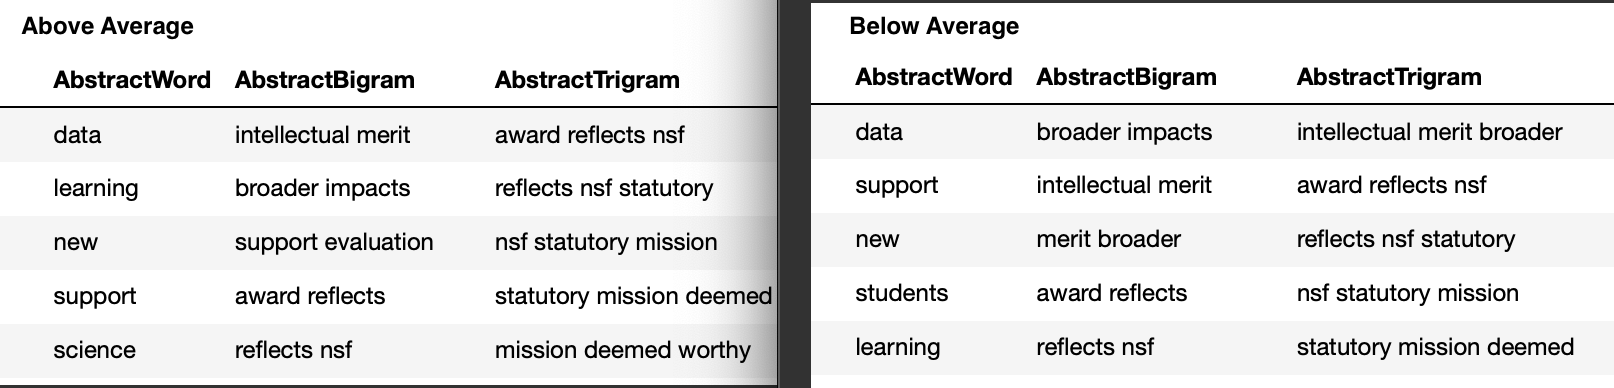 Above Average
AbstractWord AbstractBigram AbstractTrigram
data intellectual merit award reflects nsf
learning broader impacts reflects nsf statutory
new support evaluation nsf statutory mission
support award reflects statutory mission deemed
science reflects nsf mission deemed worthy
Below Average
AbstractWord AbstractBigram AbstractTrigram
data broader impacts intellectual merit broader
support intellectual merit award reflects nsf
new merit broader reflects nsf statutory
students award reflects nsf statutory mission
learning reflects nsf statutory mission deemed